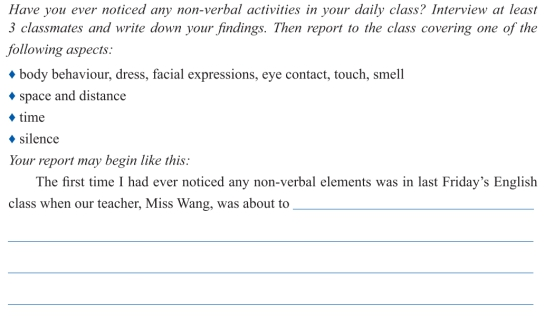 Have you ever noticed any non-verbal activities in your daily class? Interview at least
3 classmates and write down your findings. Then report to the class covering one of the
following aspects:
♦ body behaviour, dress, facial expressions, eye contact, touch, smell
♦ space and distance
♦ time
♦ silence
Your report may begin like this:
The first time I had ever noticed any non-verbal elements was in last Friday's English
class when our teacher, Miss Wang, was about to